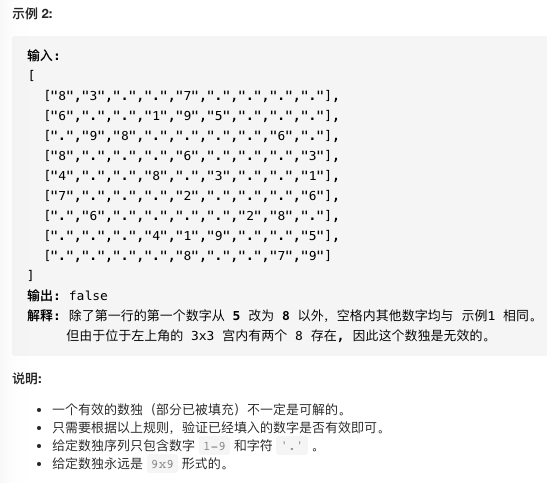 示例 2:
输入:
[
["8","3",".",".","7",".",".",".","."],
["6",".",".","1","9","5",".",".","."],
[".","9","8",".",".",".",".","6","."],
["8",".",".",".","6",".",".",".","3"],
["4",".",".","8",".","3",".",".","1"],
["7",".",".",".","2",".",".",".","6"],
[".","6",".",".",".",".","2","8","."],
[".",".",".","4","1","9",".",".","5"],
[".",".",".",".","8",".",".","7","9"]
]
输出: false
解释: 除了第一行的第一个数字从 5 改为 8 以外，空格内其他数字均与 示例1 相同。
但由于位于左上角的 3x3 宫内有两个 8 存在, 因此这个数独是无效的。
说明:
• 一个有效的数独（部分已被填充）不一定是可解的。
• 只需要根据以上规则，验证已经填入的数字是否有效即可。
• 给定数独序列只包含数字 1-9 和字符 '.' 。
• 给定数独永远是 9x9 形式的。